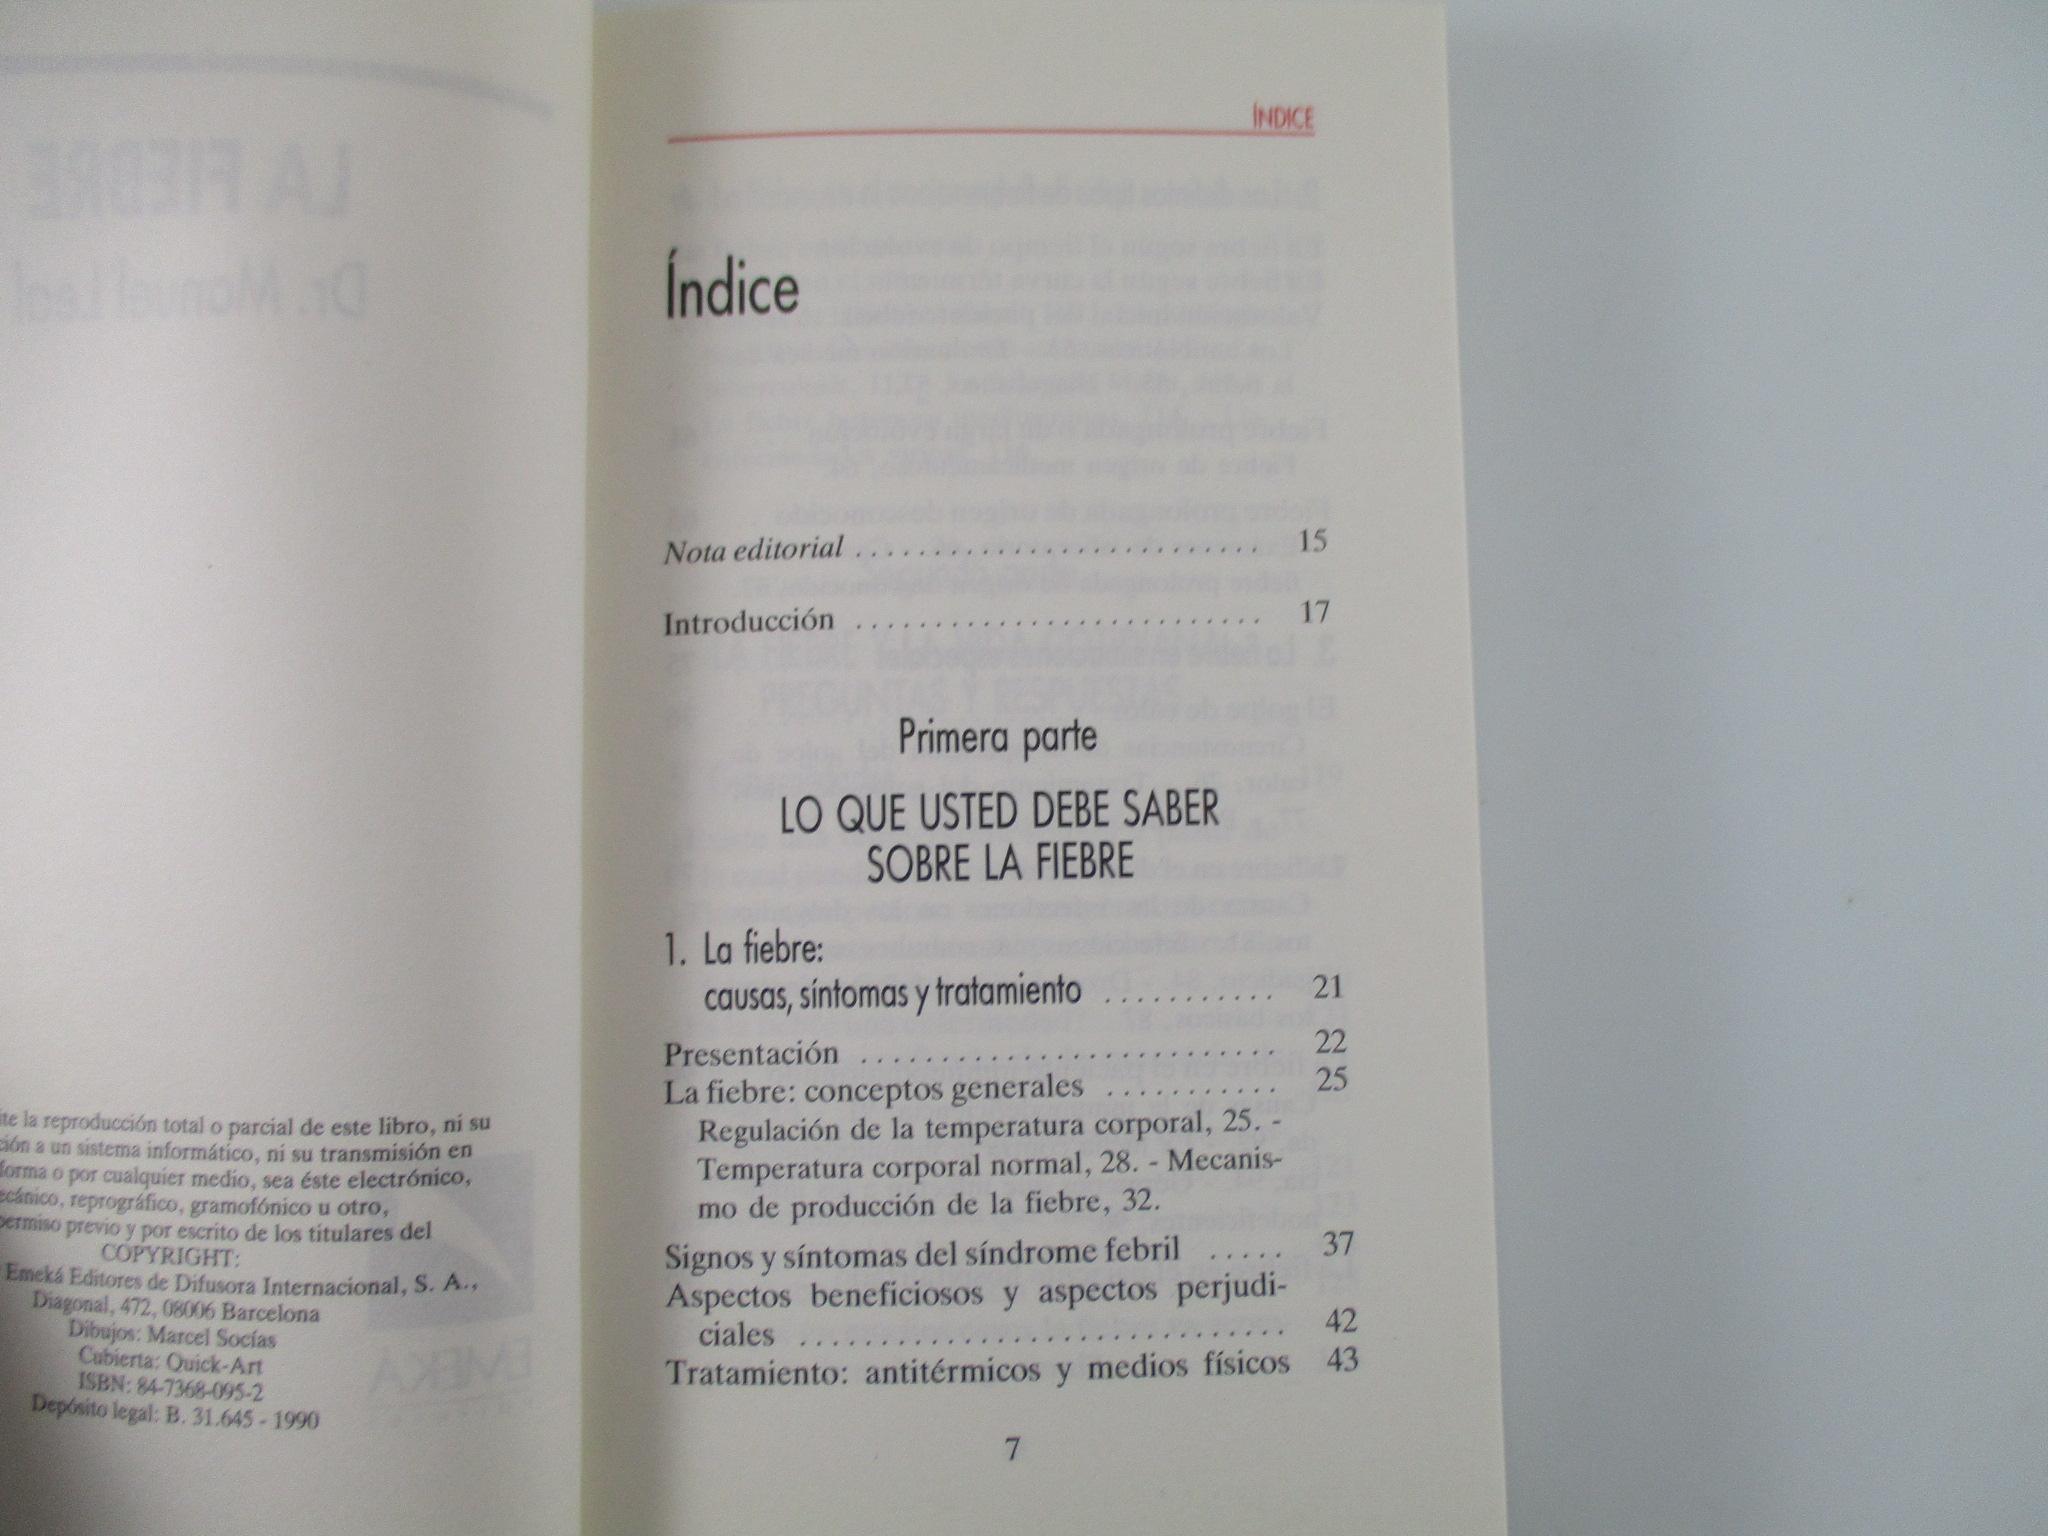 te la reproducción total o parcial de este libro, ni su
ción a un sistema informático, ni su transmisión en
forma o por cualquier medio, sea éste electrónico,
ecánico, reprográfico, gramofónico u otro,
permiso previo y por escrito de los titulares del
COPYRIGHT:
Emeká Editores de Difusora Internacional, S. A.,
Diagonal, 472, 08006 Barcelona
Dibujos: Marcel Socías
Cubierta: Quick-Art
ISBN: 84-7368-095-2
Depósito legal: B. 31.645 - 1990
ÍNDICE
Índice
Nota editorial .......................... 15
Introducción .......................... 17
Primera parte
LO QUE USTED DEBE SABER
SOBRE LA FIEBRE
1. La fiebre:
causas, síntomas y tratamiento ........... 21
Presentación .......................... 22
La fiebre: conceptos generales ........... 25
Regulación de la temperatura corporal, 25. -
Temperatura corporal normal, 28. - Mecanis-
mo de producción de la fiebre, 32.
Signos y síntomas del síndrome febril ..... 37
Aspectos beneficiosos y aspectos perjudi-
ciales ............................... 42
Tratamiento: antitérmicos y medios físicos 43
7